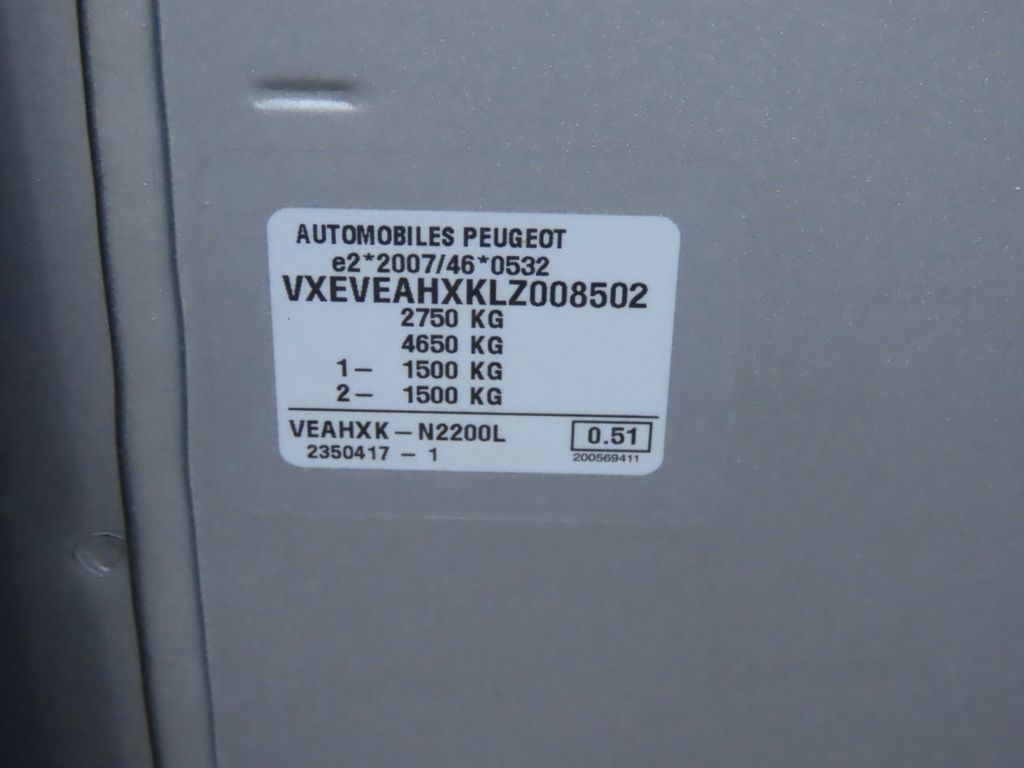 AUTOMOBILES PEUGEOT
e2*2007/46*0532
VXEVEAHXKLZ008502
2750 KG
4650 KG
1- 1500 KG
2- 1500 KG
VEAHXK - N2200L
0.51
2350417 - 1
200569411